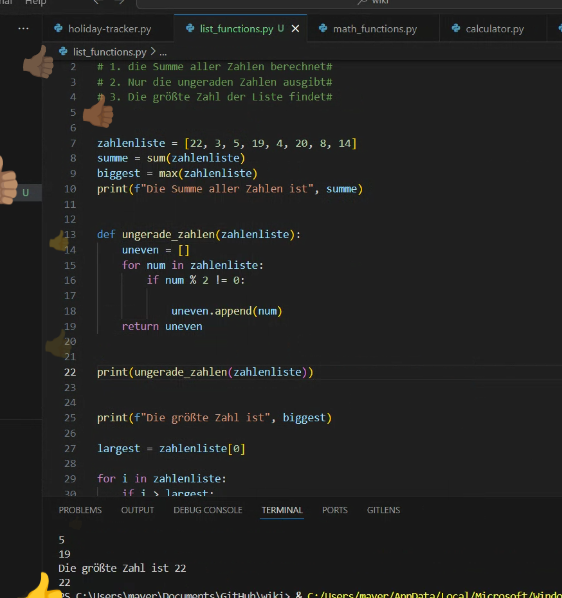 Help
wiki
holiday-tracker.py
list_functions.py U
math_functions.py
calculator.py
list_functions.py > ...
2 # 1. die Summe aller Zahlen berechnet#
3 # 2. Nur die ungeraden Zahlen ausgibt#
4 # 3. Die größte Zahl der Liste findet#
5
6
7 zahlenliste = [22, 3, 5, 19, 4, 20, 8, 14]
8 summe = sum(zahlenliste)
9 biggest = max(zahlenliste)
10 print(f"Die Summe aller Zahlen ist", summe)
11
12
13 def ungerade_zahlen(zahlenliste):
14 uneven = []
15 for num in zahlenliste:
16 if num % 2 != 0:
17
18 uneven.append(num)
19 return uneven
20
21
22 print(ungerade_zahlen(zahlenliste))
23
24
25 print(f"Die größte Zahl ist", biggest)
26
27 largest = zahlenliste[0]
28
29 for i in zahlenliste:
30 if i > largest:
U
PROBLEMS OUTPUT DEBUG CONSOLE TERMINAL PORTS GITLENS
5
19
Die größte Zahl ist 22
22
PS C:\Users\mayer\Documents\GitHub\wiki> & C:/Users/mayer/AppData/Local/Microsoft/Windo